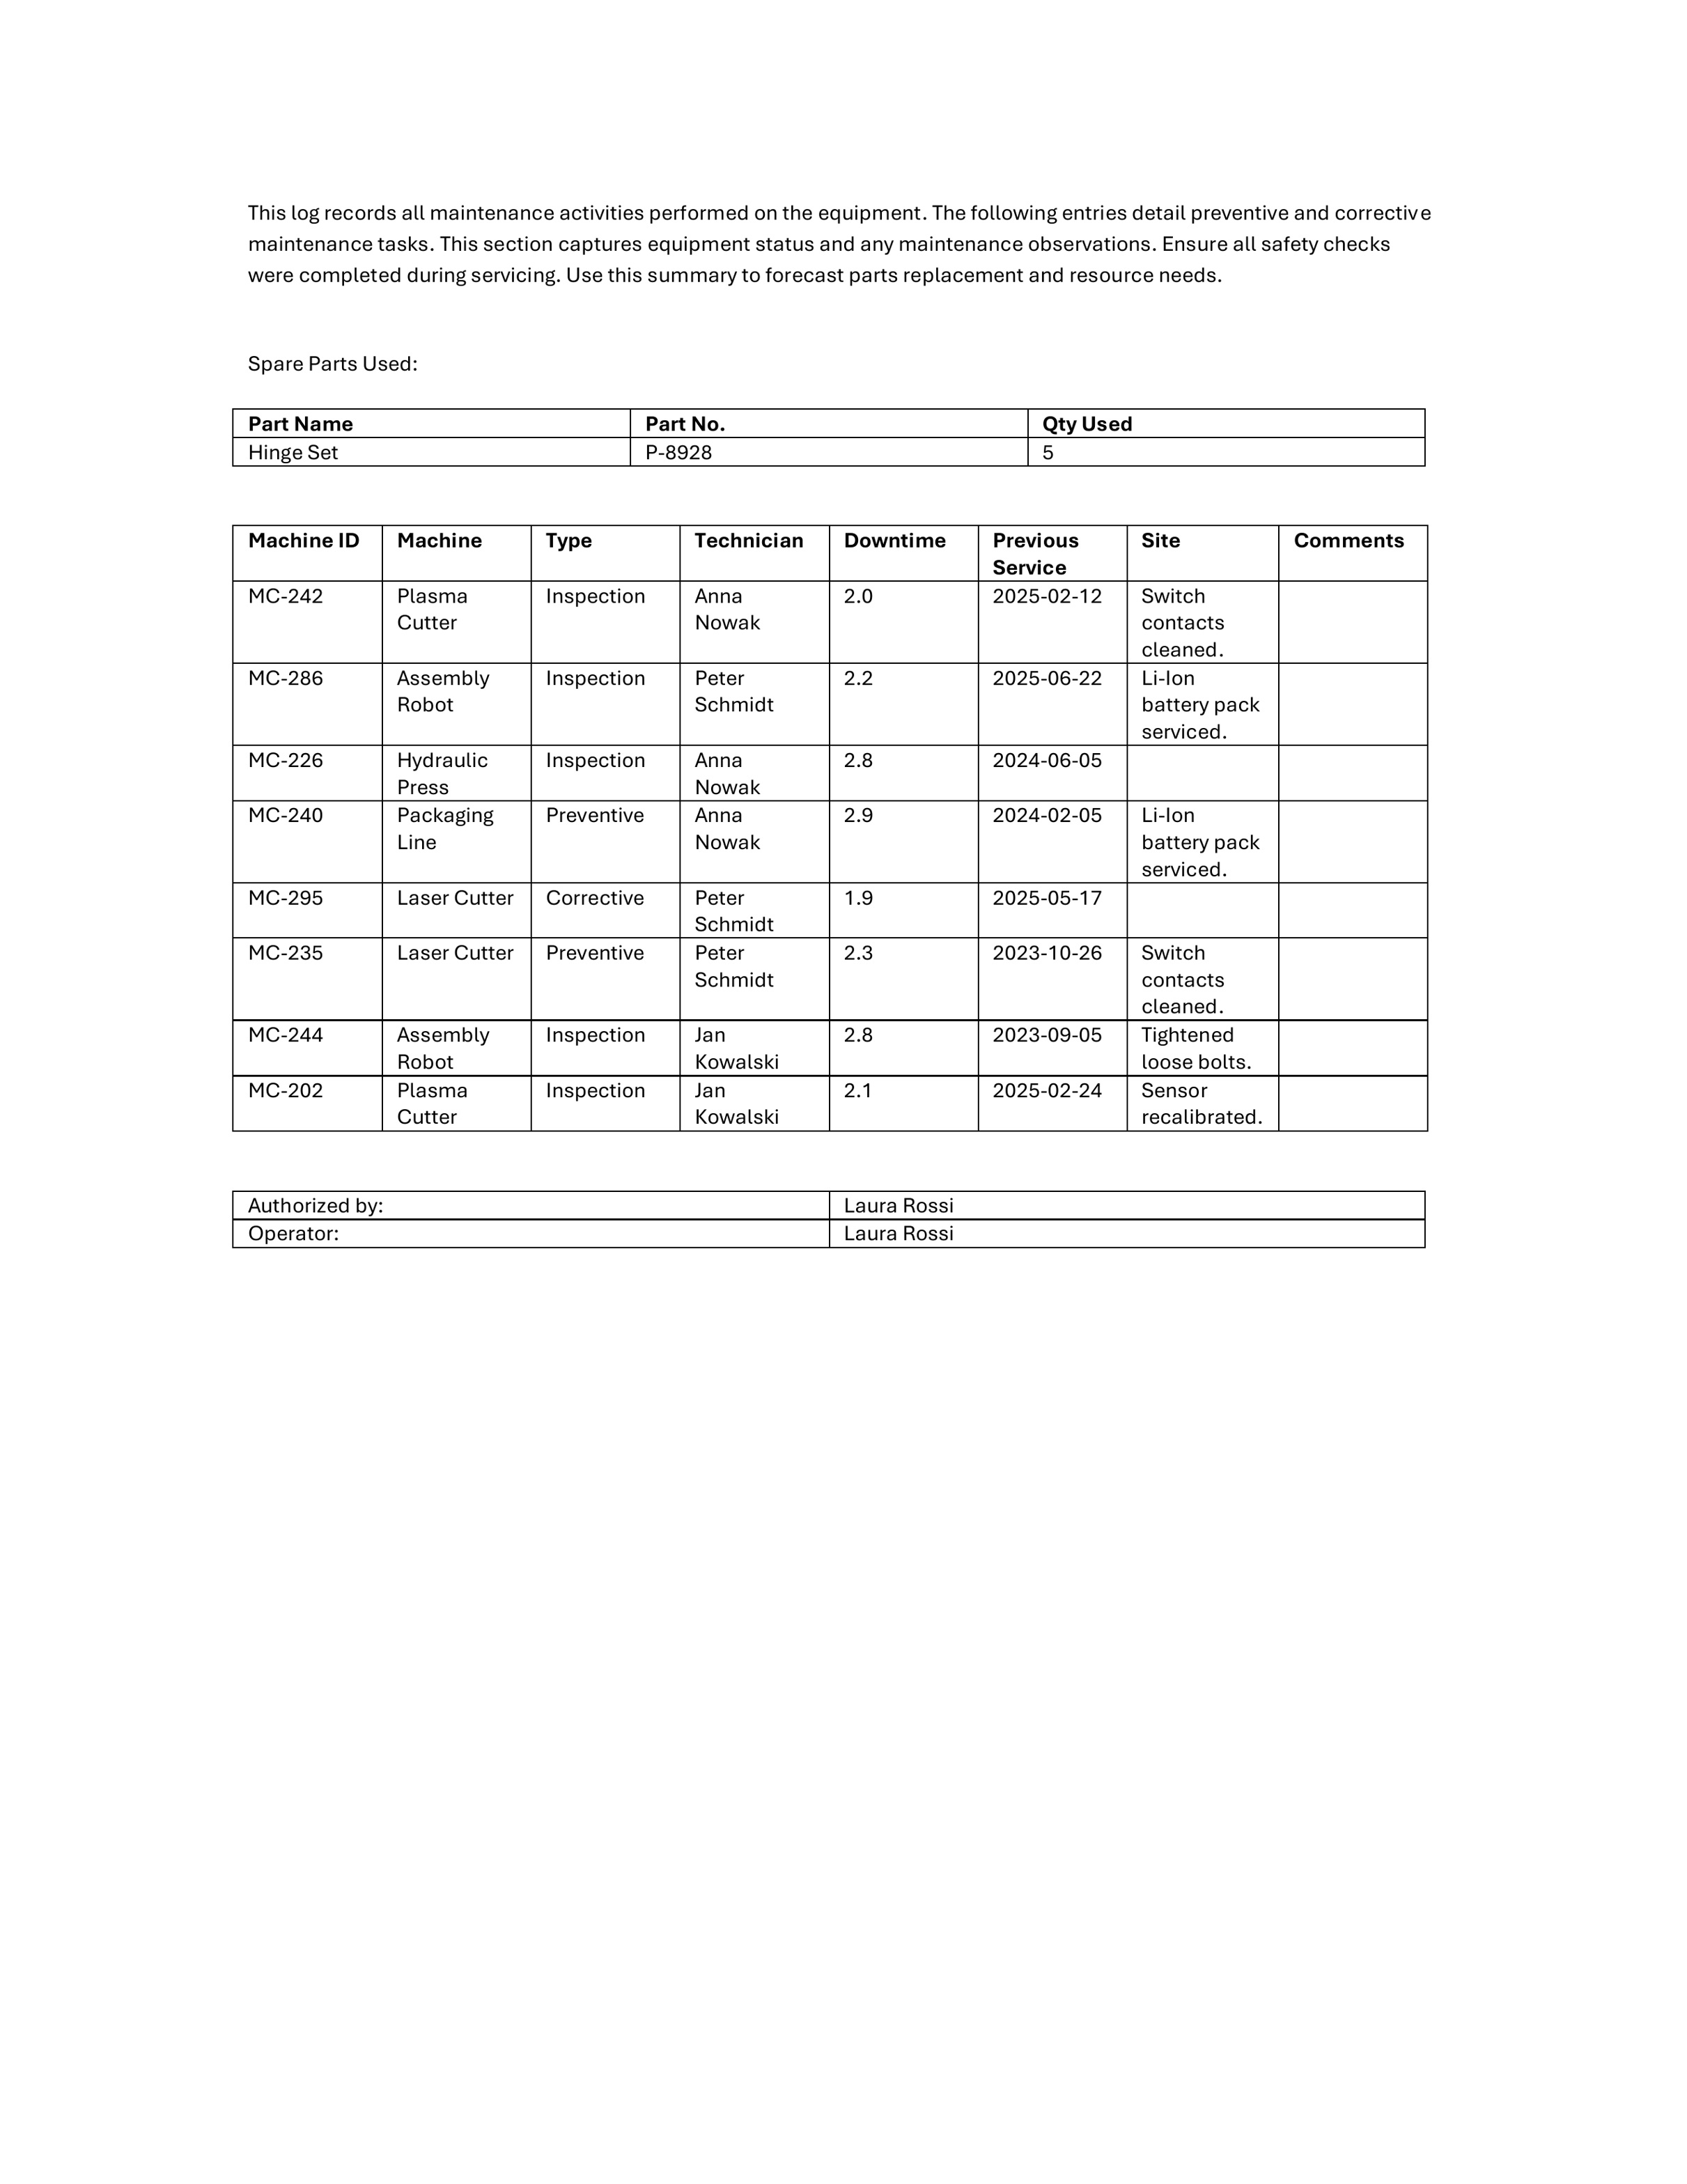 This log records all maintenance activities performed on the equipment. The following entries detail preventive and corrective
maintenance tasks. This section captures equipment status and any maintenance observations. Ensure all safety checks
were completed during servicing. Use this summary to forecast parts replacement and resource needs.
Spare Parts Used:
Part Name Part No. Qty Used
Hinge Set P-8928 5
Machine ID Machine Type Technician Downtime Previous Site Comments
Service
MC-242 Plasma Inspection Anna 2.0 2025-02-12 Switch
Cutter Nowak contacts
cleaned.
MC-286 Assembly Inspection Peter 2.2 2025-06-22 Li-Ion
Robot Schmidt battery pack
serviced.
MC-226 Hydraulic Inspection Anna 2.8 2024-06-05
Press Nowak
MC-240 Packaging Preventive Anna 2.9 2024-02-05 Li-Ion
Line Nowak battery pack
serviced.
MC-295 Laser Cutter Corrective Peter 1.9 2025-05-17
Schmidt
MC-235 Laser Cutter Preventive Peter 2.3 2023-10-26 Switch
Schmidt contacts
cleaned.
MC-244 Assembly Inspection Jan 2.8 2023-09-05 Tightened
Robot Kowalski loose bolts.
MC-202 Plasma Inspection Jan 2.1 2025-02-24 Sensor
Cutter Kowalski recalibrated.
Authorized by: Laura Rossi
Operator: Laura Rossi